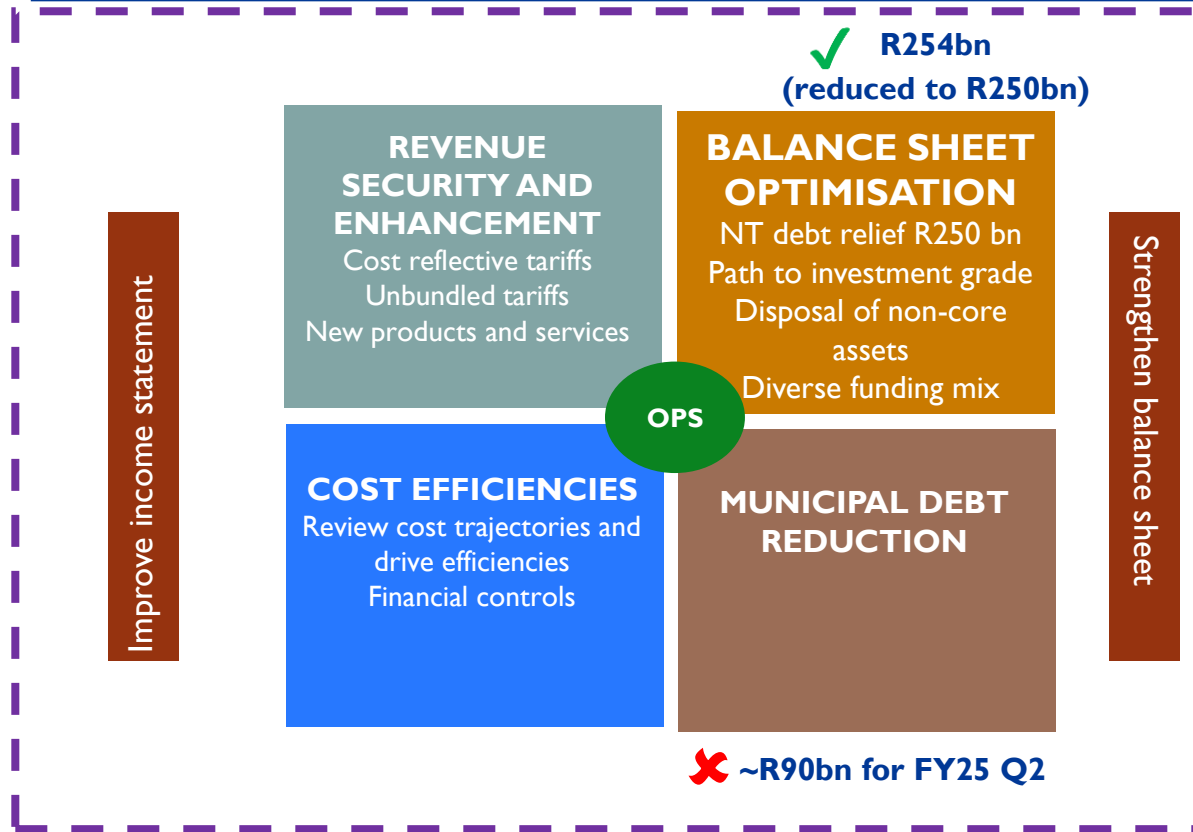 R254bn
(reduced to R250bn)
REVENUE
SECURITY AND
ENHANCEMENT
Cost reflective tariffs
Unbundled tariffs
New products and services
BALANCE SHEET
OPTIMISATION
NT debt relief R250 bn
Path to investment grade
Disposal of non-core
assets
Diverse funding mix
Improve income statement
OPS
Strengthen balance sheet
COST EFFICIENCIES
Review cost trajectories and
drive efficiencies
Financial controls
MUNICIPAL DEBT
REDUCTION
~R90bn for FY25 Q2